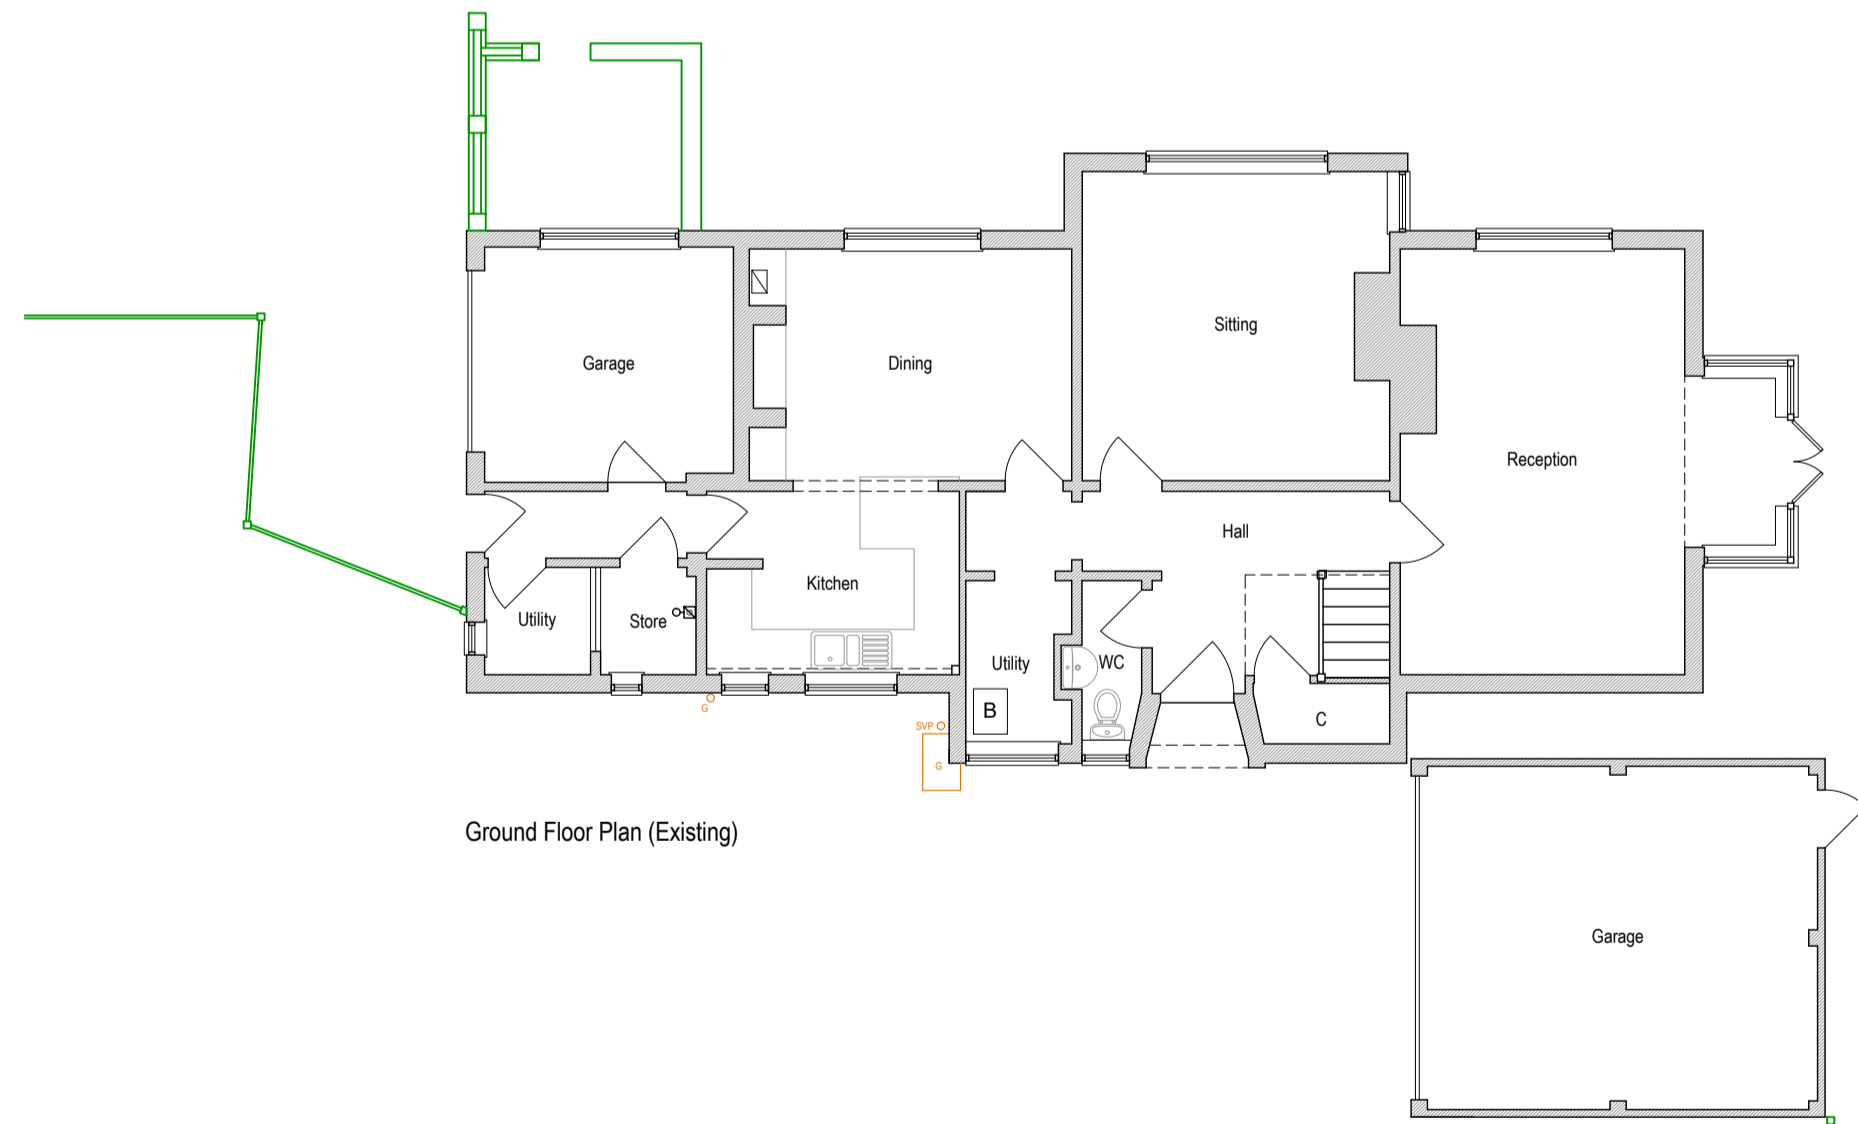 Sitting
Garage
Dining
Reception
Hall
Kitchen
Utility
Store
Utility
WC
G
B
C
SVP
G
Ground Floor Plan (Existing)
Garage